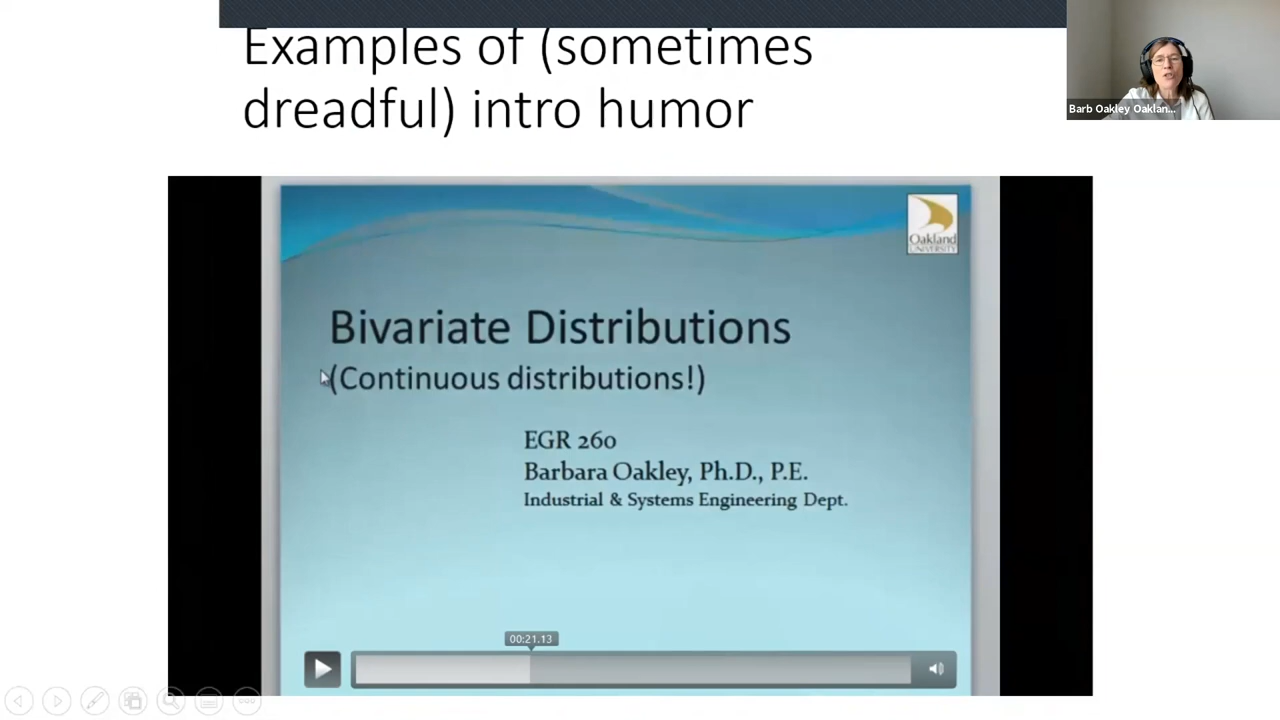 Examples of (sometimes
dreadful) intro humor
Barb Oakley Oaklan...
Oakland
UNIVERSITY
Bivariate Distributions
(Continuous distributions!)
EGR 260
Barbara Oakley, Ph.D., P.E.
Industrial & Systems Engineering Dept.
00:21.13